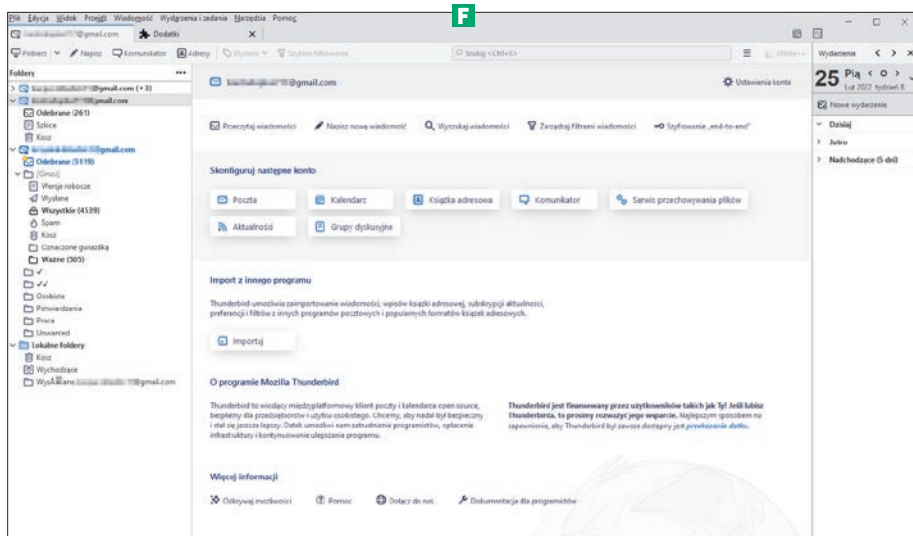 F
Plik Edycja Widok Przejdź Wiadomość Wydarzenia i zadania Narzędzia Pomoc
@gmail.com
Dodatki
Pobierz Napisz Komunikator Adresy Etykieta Szybkie filtrowanie
Szukaj <Ctrl+K>
Wydarzenia
Foldery
@gmail.com (• 3)
@gmail.com
Odebrane (261)
Szkice
Kosz
@gmail.com
Odebrane (5119)
[Gmail]
Wersje robocze
Wysłane
Wszystkie (4539)
Spam
Kosz
Oznaczone gwiazdką
Ważne (505)
✓
✓✓
Osobiste
Potwierdzenia
Praca
Unwanted
Lokalne foldery
Kosz
Wychodzące
@gmail.com
@gmail.com
Ustawienia konta
Przeczytaj wiadomości Napisz nową wiadomość Wyszukaj wiadomości Zarządzaj filtrami wiadomości Szyfrowanie „end-to-end”
Skonfiguruj następne konto
Poczta Kalendarz Książka adresowa Komunikator Serwis przechowywania plików
Aktualności Grupy dyskusyjne
Import z innego programu
Thunderbird umożliwia zaimportowanie wiadomości, wpisów książki adresowej, subskrypcji aktualności,
preferencji i filtrów z innych programów pocztowych i popularnych formatów książek adresowych.
Importuj
O programie Mozilla Thunderbird
Thunderbird to wiodący międzyplatformowy klient poczty i kalendarza open source,
bezpłatny dla przedsiębiorstw i użytku osobistego. Chcemy, aby nadal był bezpieczny
i stał się jeszcze lepszy. Datek umożliwi nam zatrudnianie programistów, opłacenie
infrastruktury i kontynuowanie ulepszania programu.
Thunderbird jest finansowany przez użytkowników takich jak Ty! Jeśli lubisz
Thunderbirda, to prosimy rozważyć jego wsparcie. Najlepszym sposobem na
zapewnienie, aby Thunderbird był zawsze dostępny jest przekazanie datku.
Więcej informacji
Odkrywaj możliwości Pomoc Dołącz do nas Dokumentacja dla programistów
25 Pią
Lut 2022 tydzień 8
Nowe wydarzenie
Dzisiaj
Jutro
Nadchodzące (5 dni)